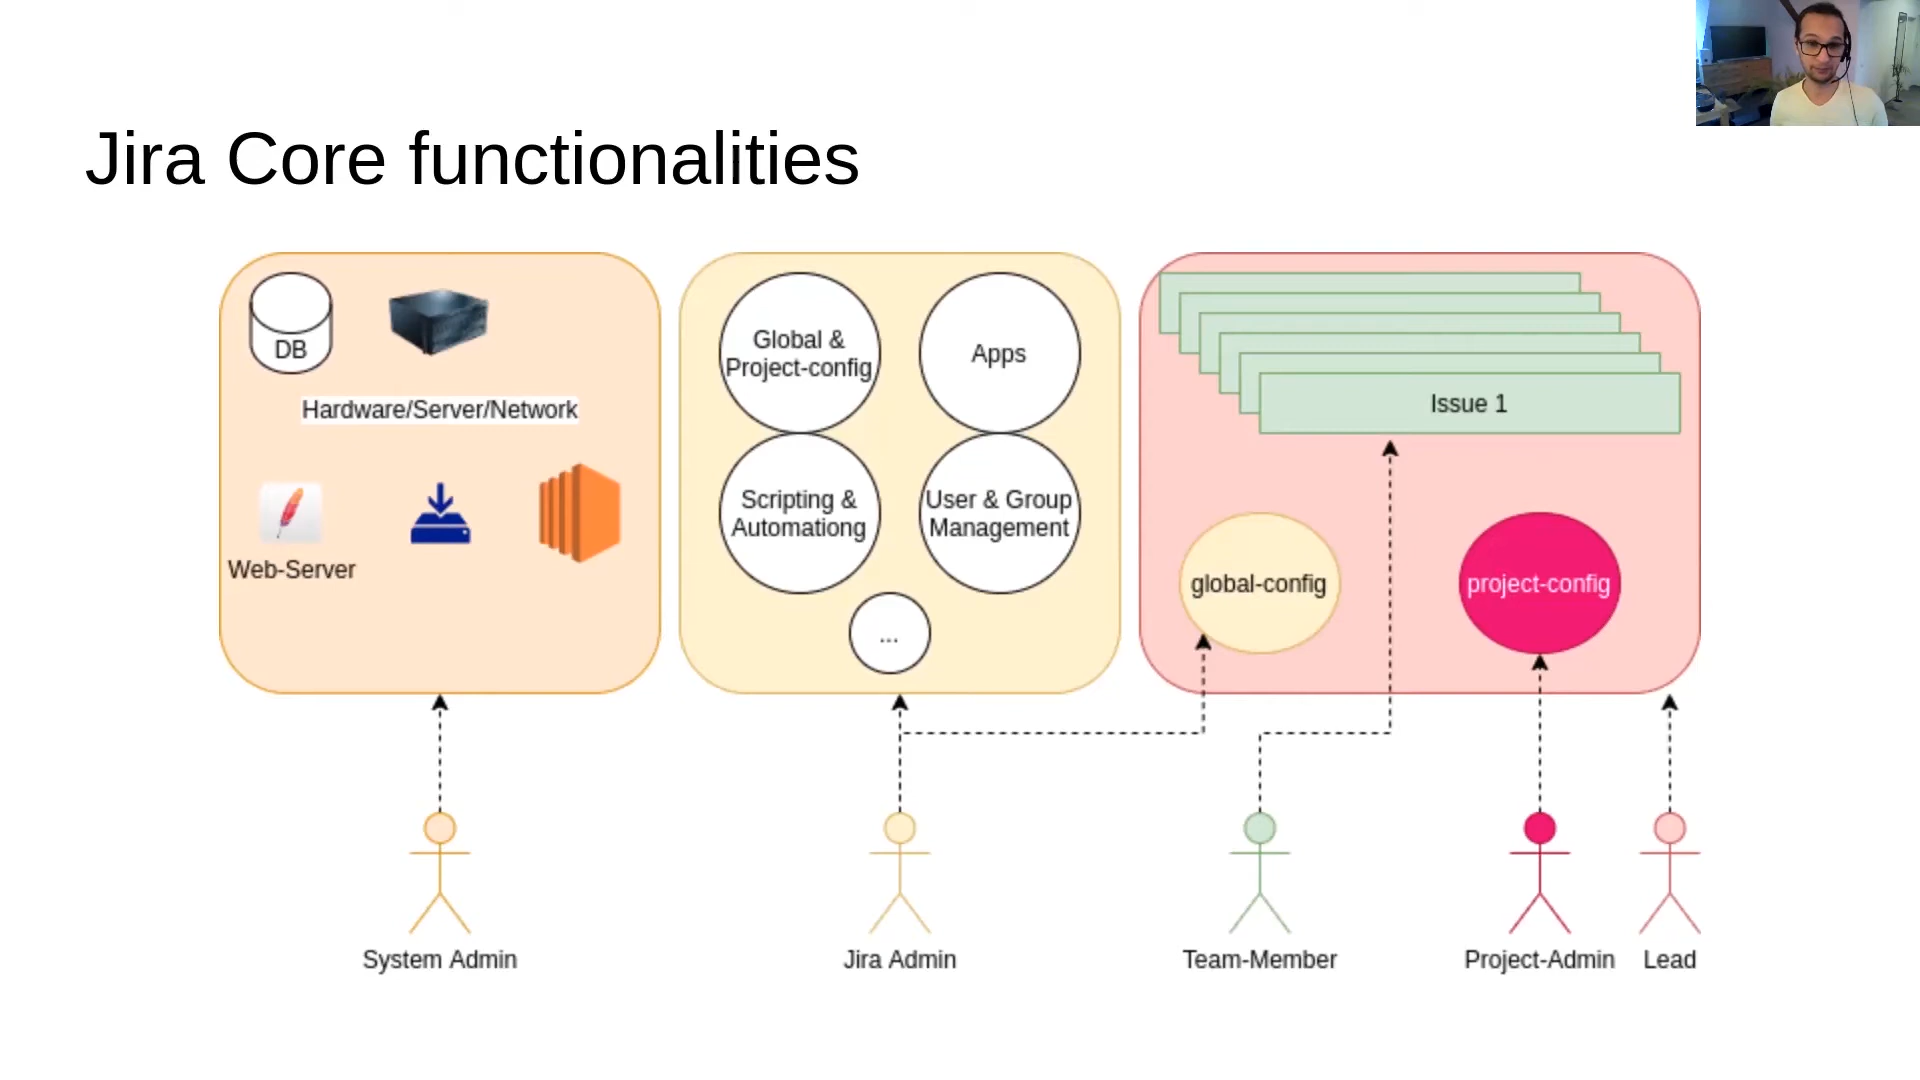 Jira Core functionalities
DB
Hardware/Server/Network
Web-Server
Global &
Project-config
Apps
Scripting &
Automationg
User & Group
Management
...
Issue 1
global-config
project-config
System Admin
Jira Admin
Team-Member
Project-Admin
Lead